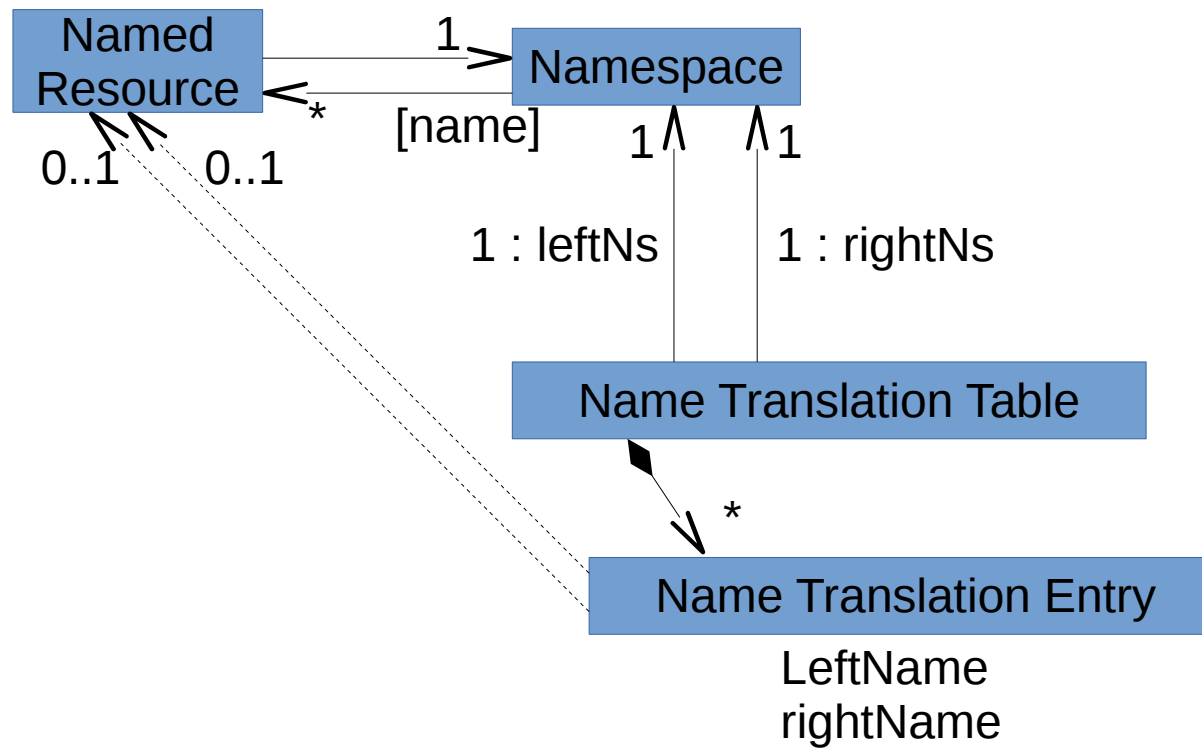 Named
Resource
1
Namespace
*
[name]
0..1
0..1
1
1
1 : leftNs
1 : rightNs
Name Translation Table
*
Name Translation Entry
LeftName
rightName